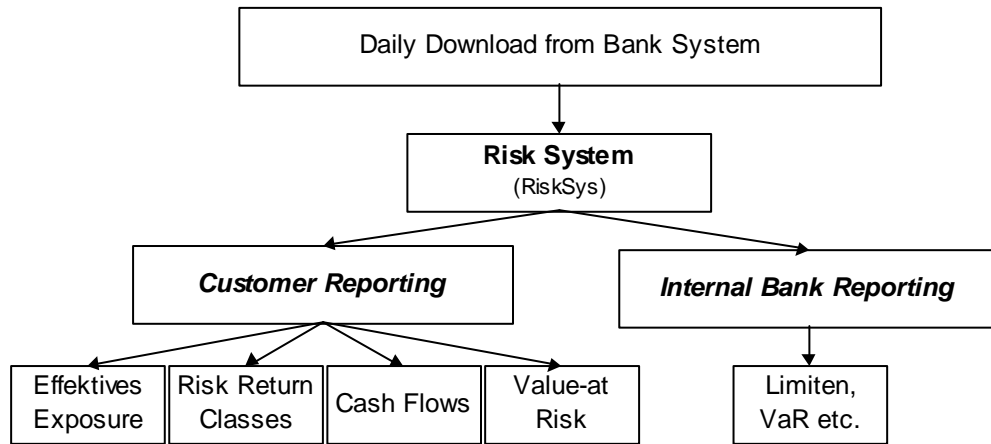 Daily Download from Bank System
Risk System
(RiskSys)
Customer Reporting
Internal Bank Reporting
Effektives
Exposure
Risk Return
Classes
Cash Flows
Value-at
Risk
Limiten,
VaR etc.